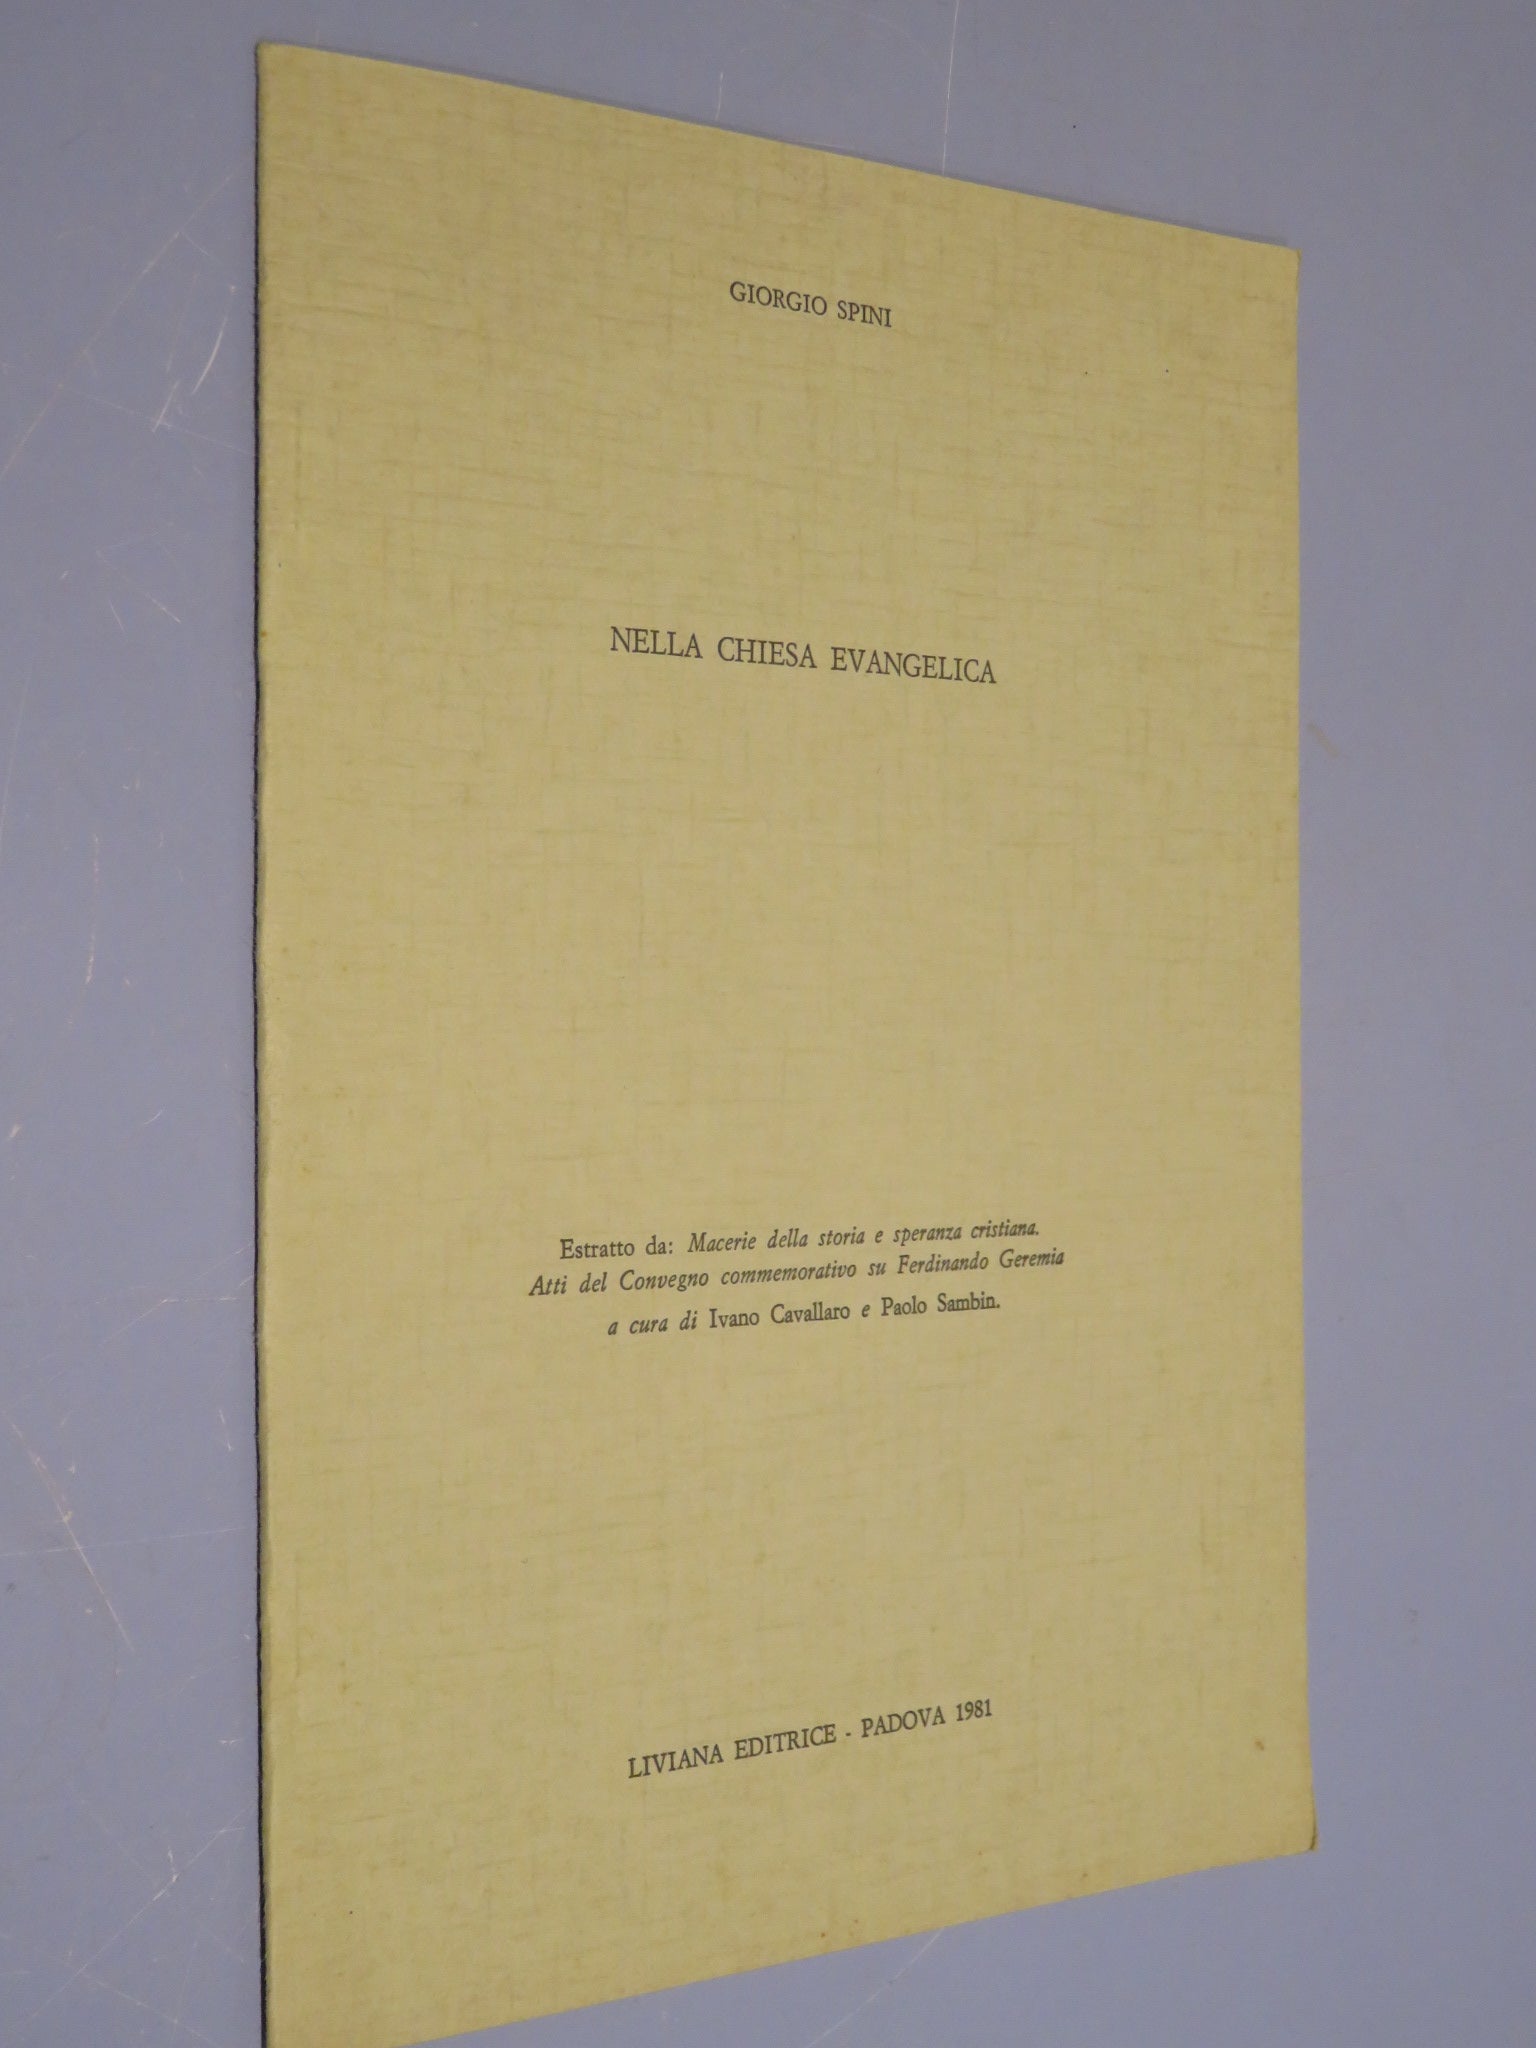 GIORGIO SPINI
NELLA CHIESA EVANGELICA
Estratto da: Macerie della storia e speranza cristiana.
Atti del Convegno commemorativo su Ferdinando Geremia
a cura di Ivano Cavallaro e Paolo Sambin.
LIVIANA EDITRICE - PADOVA 1981